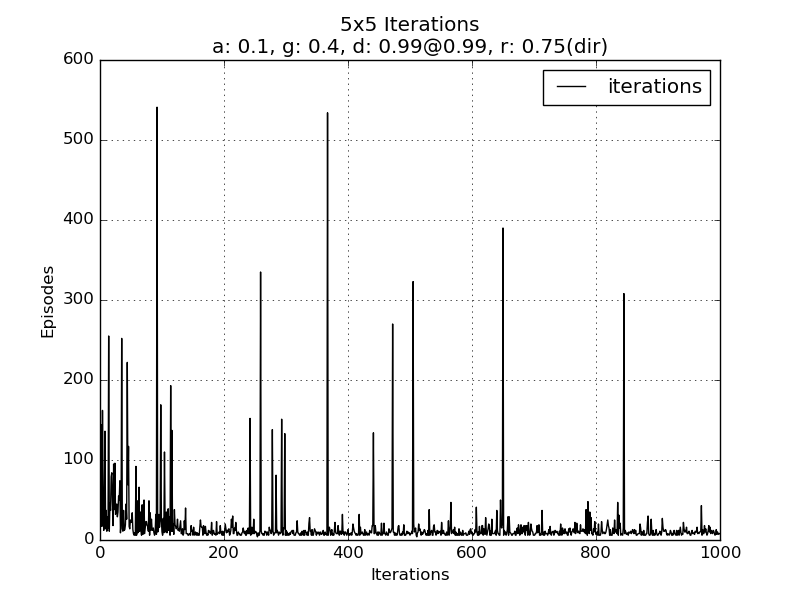 5x5 Iterations
a: 0.1, g: 0.4, d: 0.99@0.99, r: 0.75(dir)
iterations
600
500
400
300
200
100
0
Episodes
0 200 400 600 800 1000
Iterations